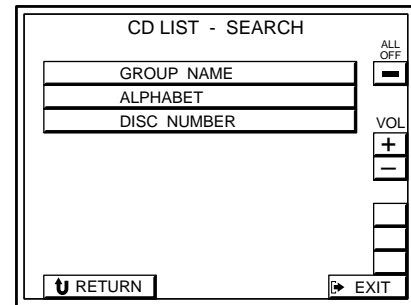 CD LIST - SEARCH
ALL
OFF
GROUP NAME
ALPHABET
DISC NUMBER
VOL
+
−
RETURN
EXIT